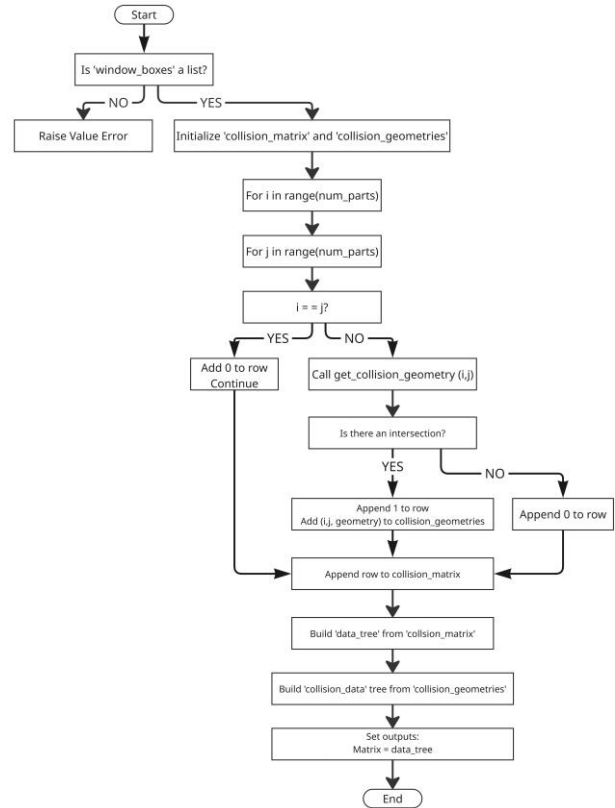 Start
Is 'window_boxes' a list?
NO
YES
Raise Value Error
Initialize 'collision_matrix' and 'collision_geometries'
For i in range(num_parts)
For j in range(num_parts)
i = = j?
YES
NO
Add 0 to row
Continue
Call get_collision_geometry (i,j)
Is there an intersection?
YES
NO
Append 1 to row
Add (i,j, geometry) to collision_geometries
Append 0 to row
Append row to collision_matrix
Build 'data_tree' from 'collsion_matrix'
Build 'collision_data' tree from 'collision_geometries'
Set outputs:
Matrix = data_tree
End